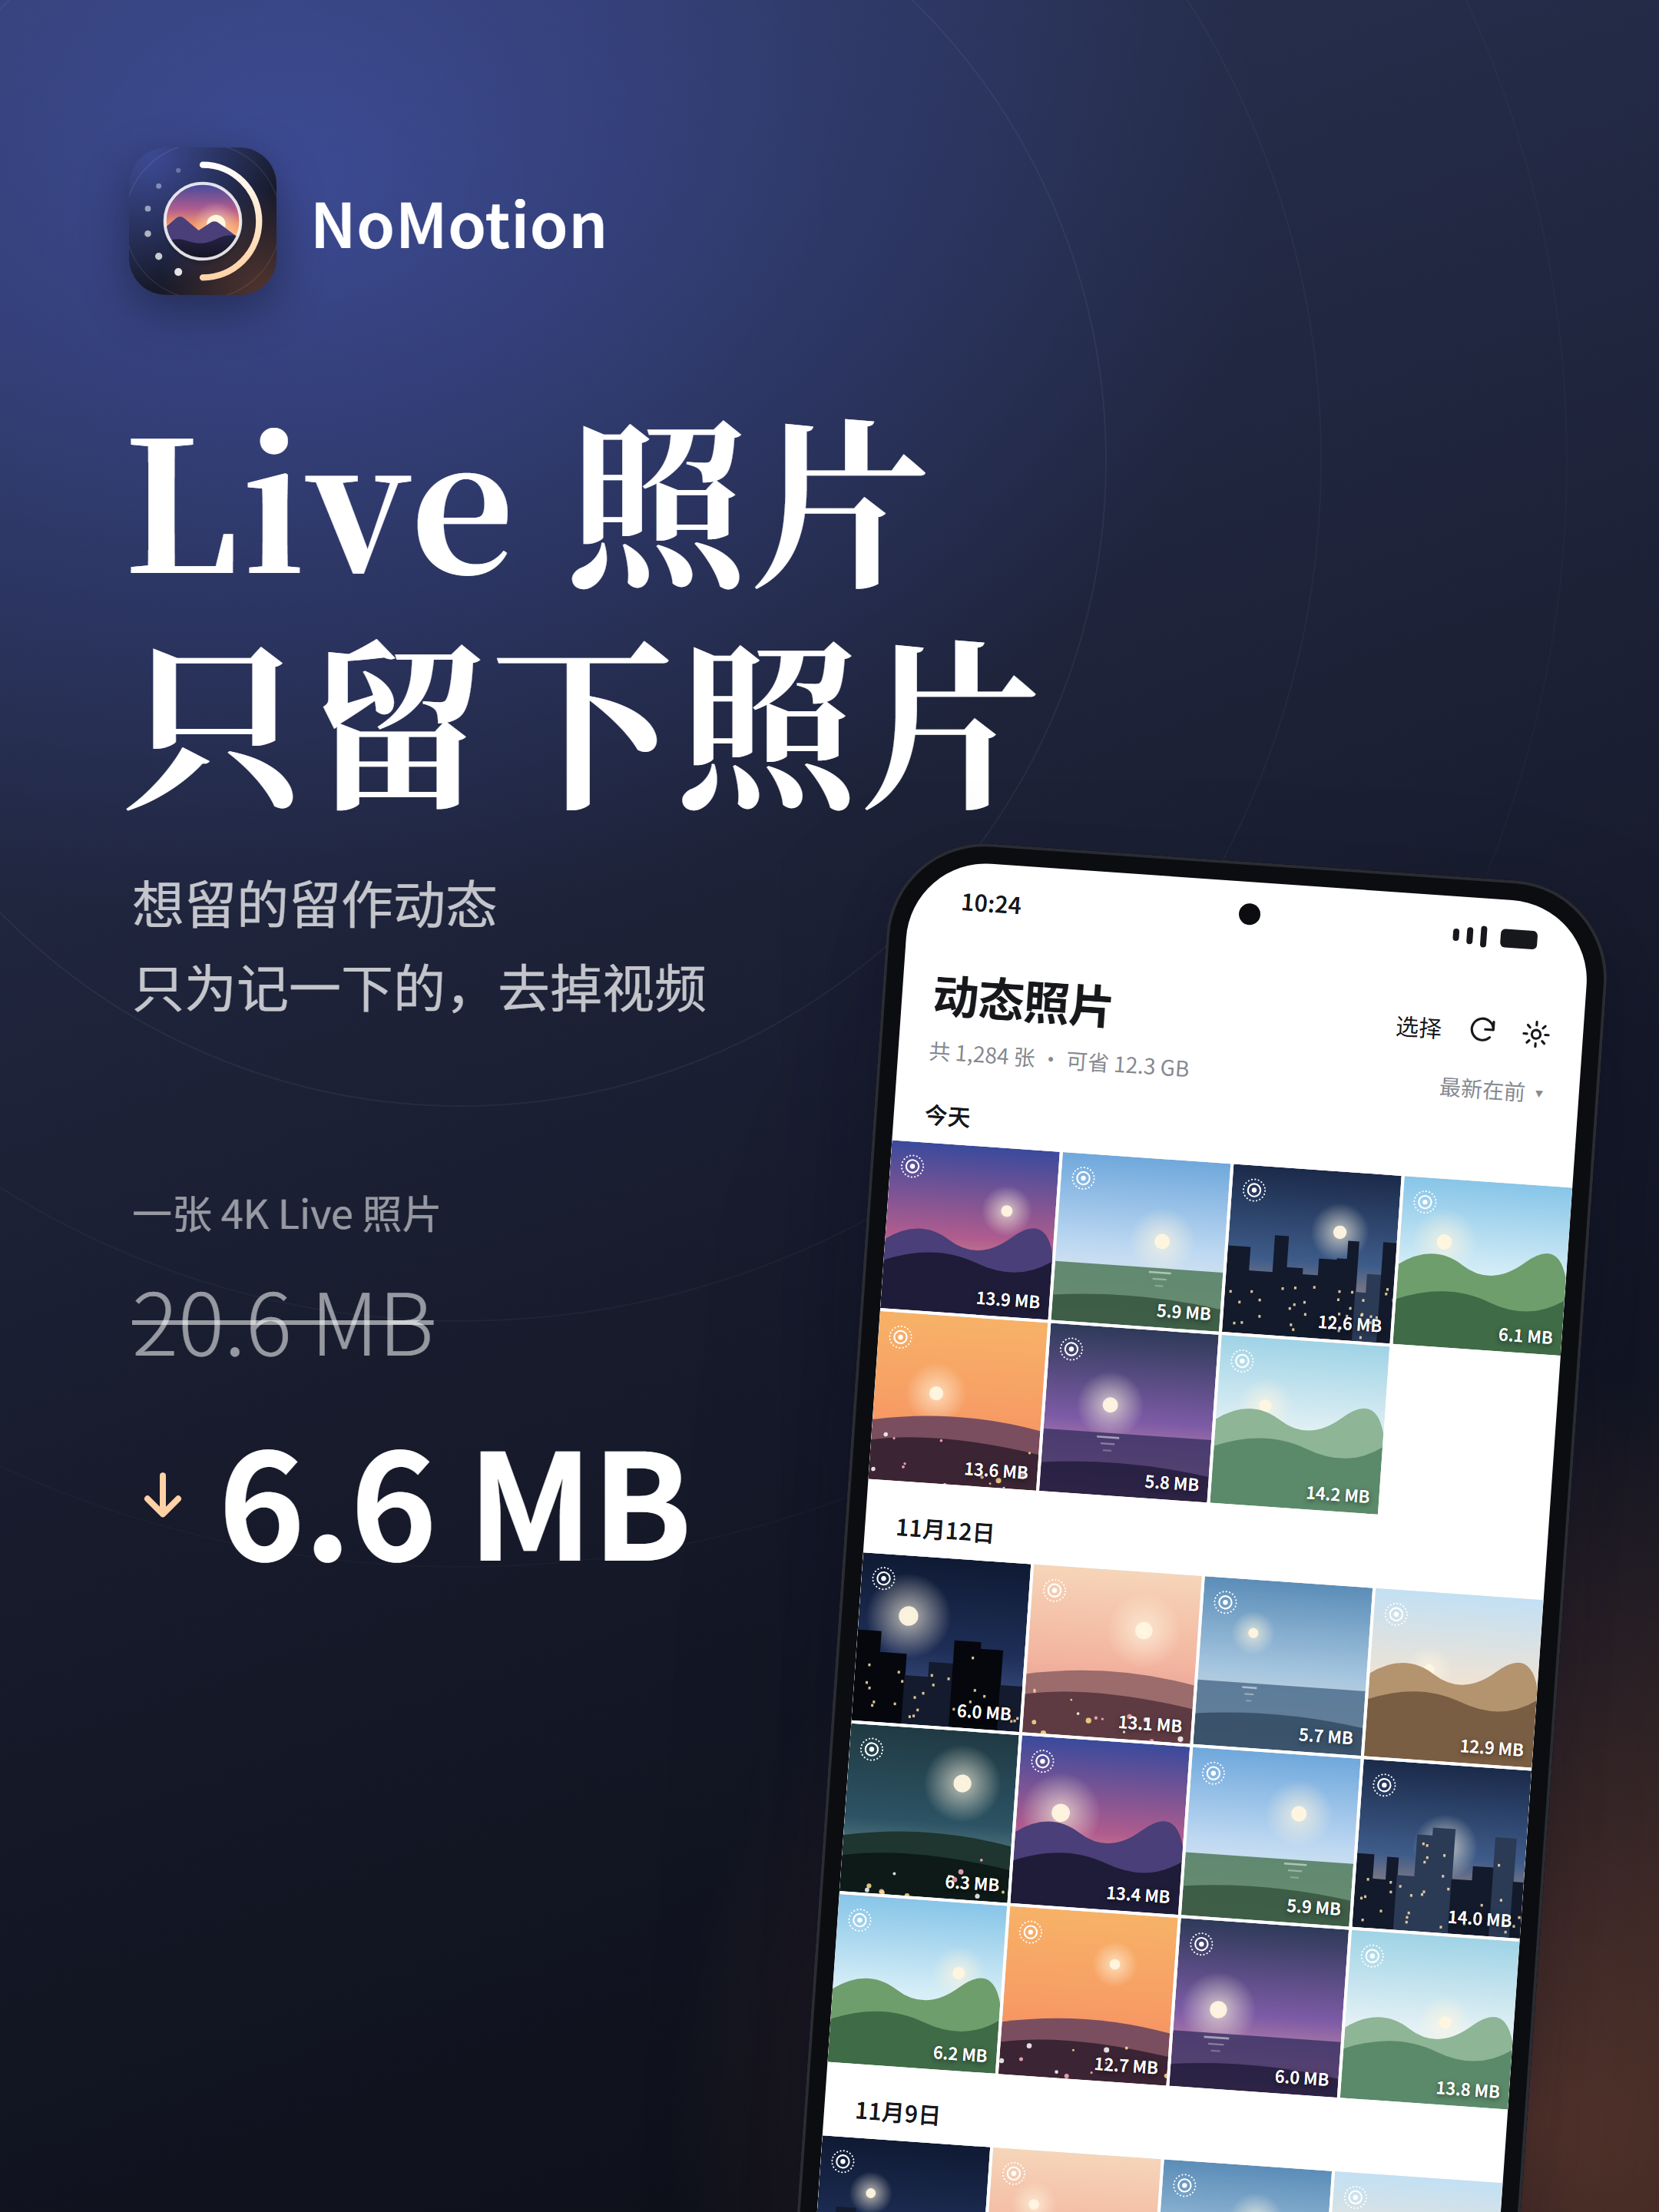 NoMotion
Live 照片
只留下照片
想留的留作动态
只为记一下的，去掉视频
一张 4K Live 照片
20.6 MB
↓ 6.6 MB
10:24
动态照片
选择
共 1,284 张 · 可省 12.3 GB
最新在前 ▾
今天
13.9 MB
5.9 MB
12.6 MB
6.1 MB
13.6 MB
5.8 MB
14.2 MB
11月12日
6.0 MB
13.1 MB
5.7 MB
12.9 MB
6.3 MB
13.4 MB
5.9 MB
14.0 MB
6.2 MB
12.7 MB
6.0 MB
13.8 MB
11月9日